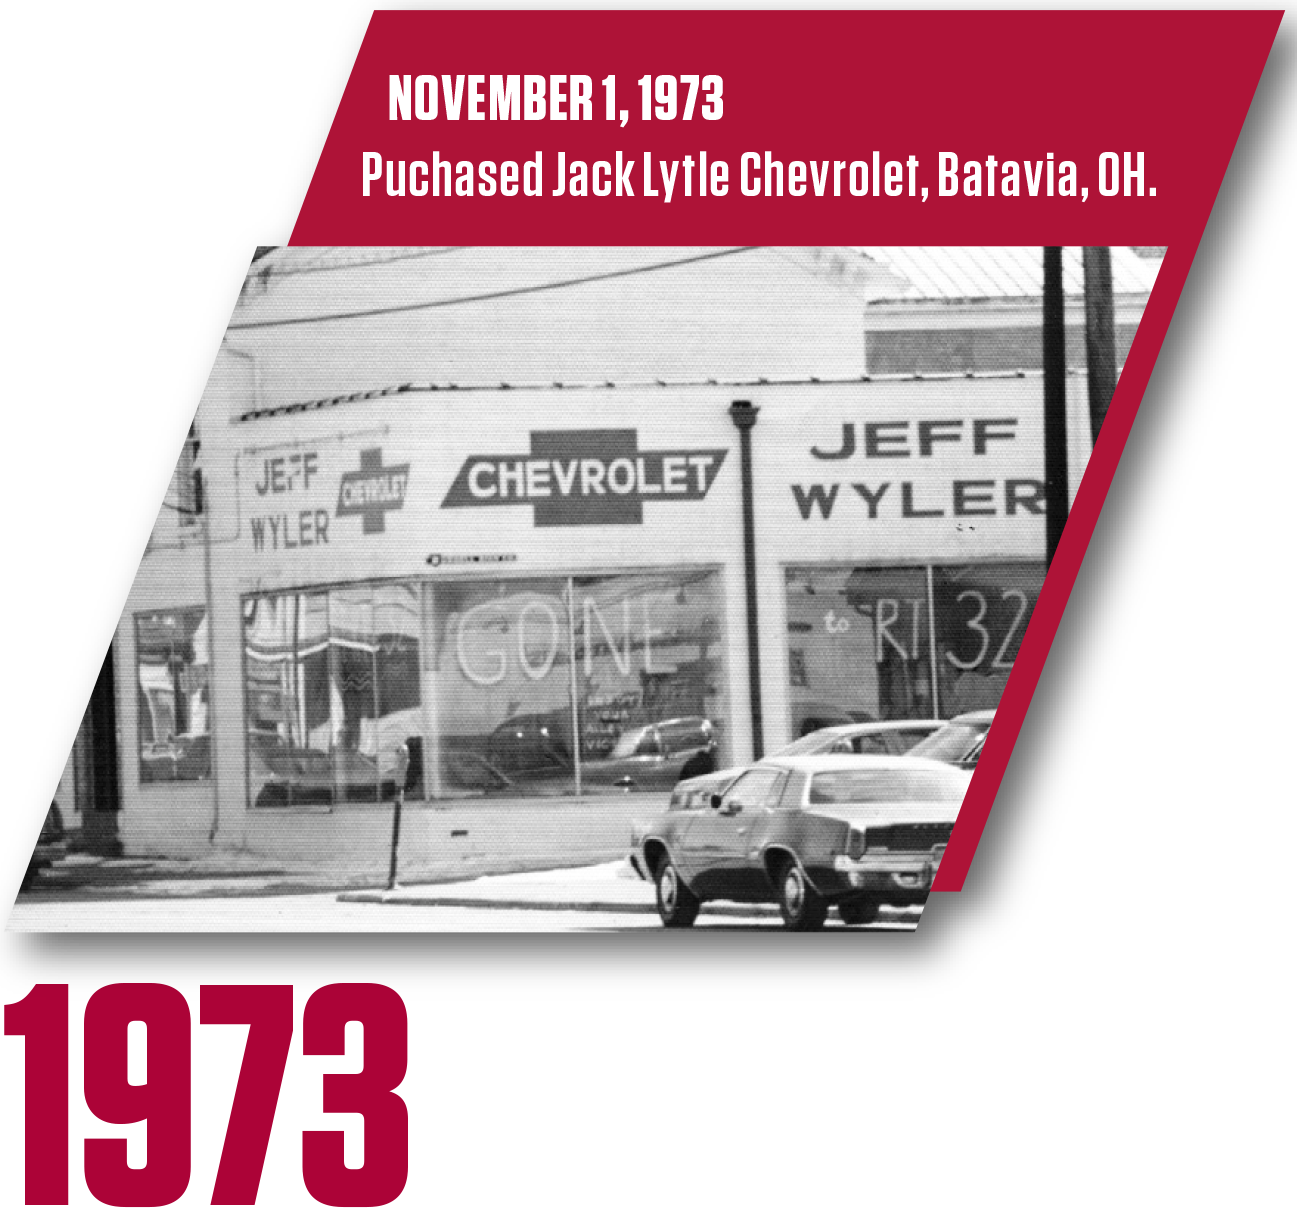 NOVEMBER 1, 1973
Puchased Jack Lytle Chevrolet, Batavia, OH.
JEFF
WYLER
CHEVROLET
CHEVROLET
JEFF
WYLER
GONE
to RT 32
1973